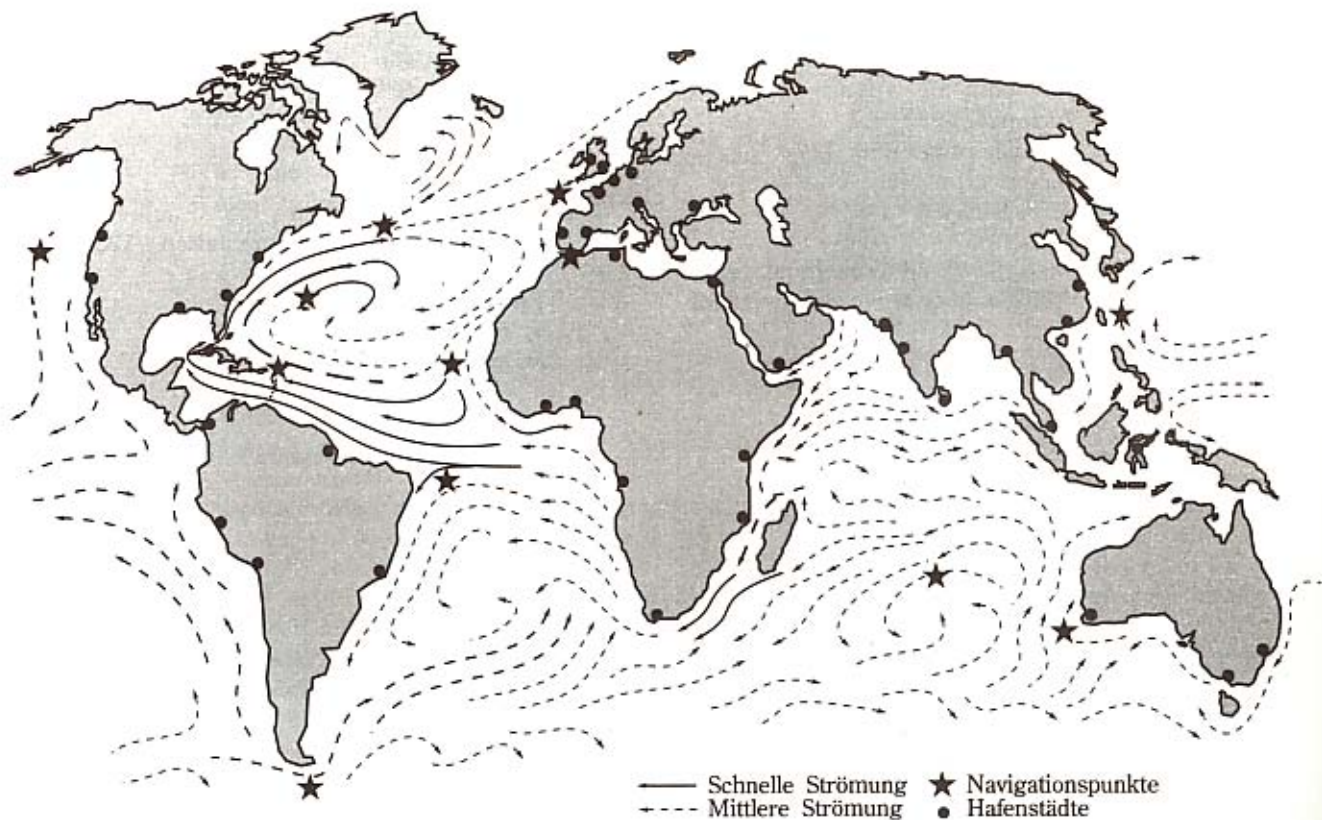 Schnelle Strömung
Navigationspunkte
Mittlere Strömung
Hafenstädte